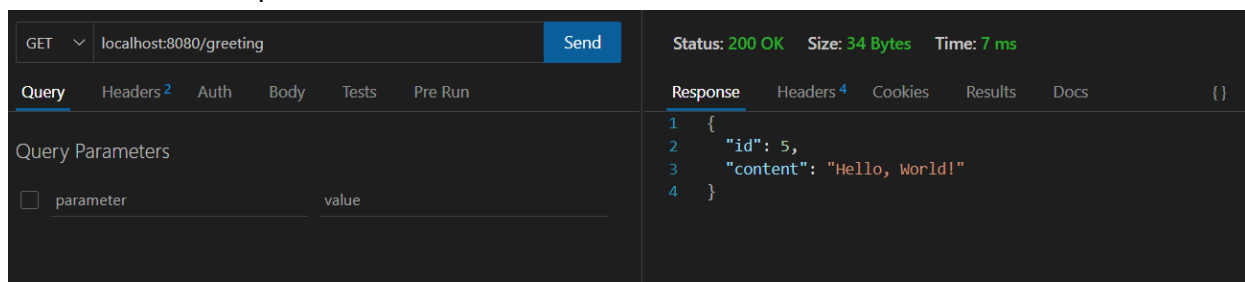 GET localhost:8080/greeting Send
Status: 200 OK Size: 34 Bytes Time: 7 ms
Query Headers 2 Auth Body Tests Pre Run
Response Headers 4 Cookies Results Docs {}
Query Parameters
parameter value
1 {
2 "id": 5,
3 "content": "Hello, World!"
4 }